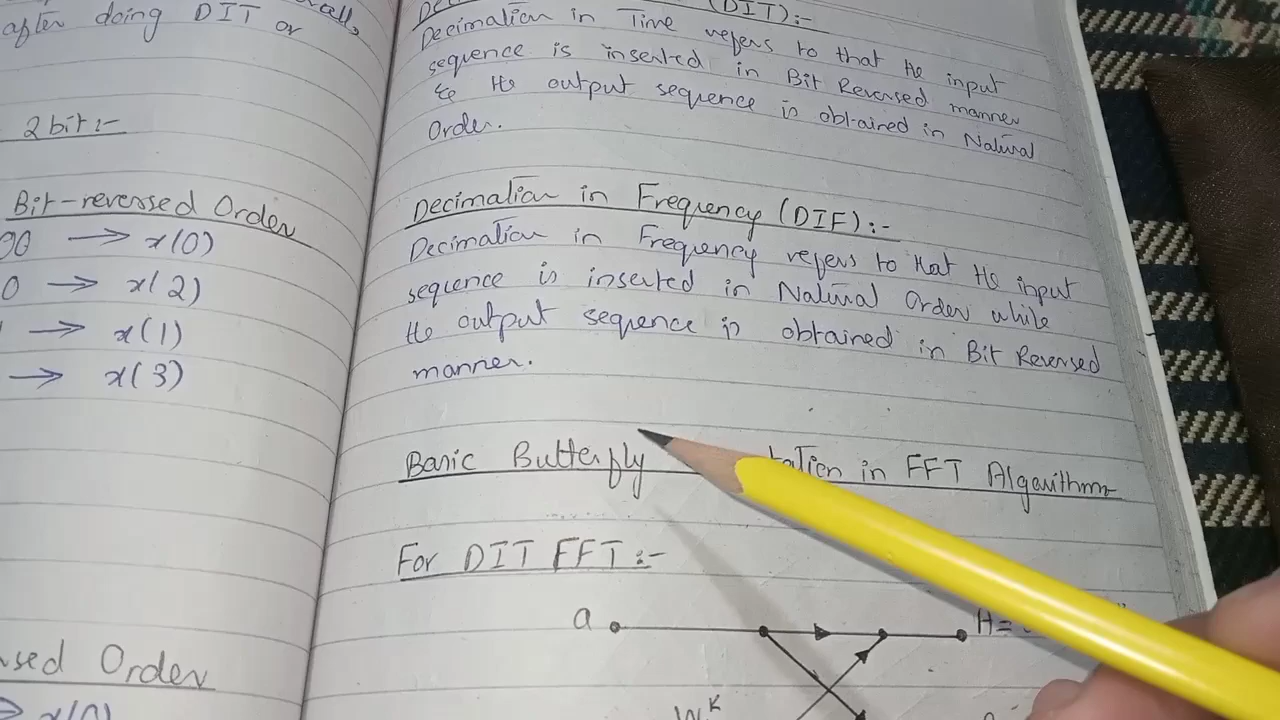 after doing DIT or
2 bit :-
Bit-reversed Order
00 → x(0)
0 → x(2)
→ x(1)
→ x(3)
Order
(DIT):-
Decimation in Time refers to that the input
sequence is inserted in Bit Reversed manner
& the output sequence is obtained in Natural
Order.
Decimation in Frequency (DIF) :-
Decimation in Frequency refers to that the input
sequence is inserted in Natural Order while
the output sequence is obtained in Bit Reversed
manner.
Basic Butterfly in FFT Algorithm
For DIT FFT :-
a
W K